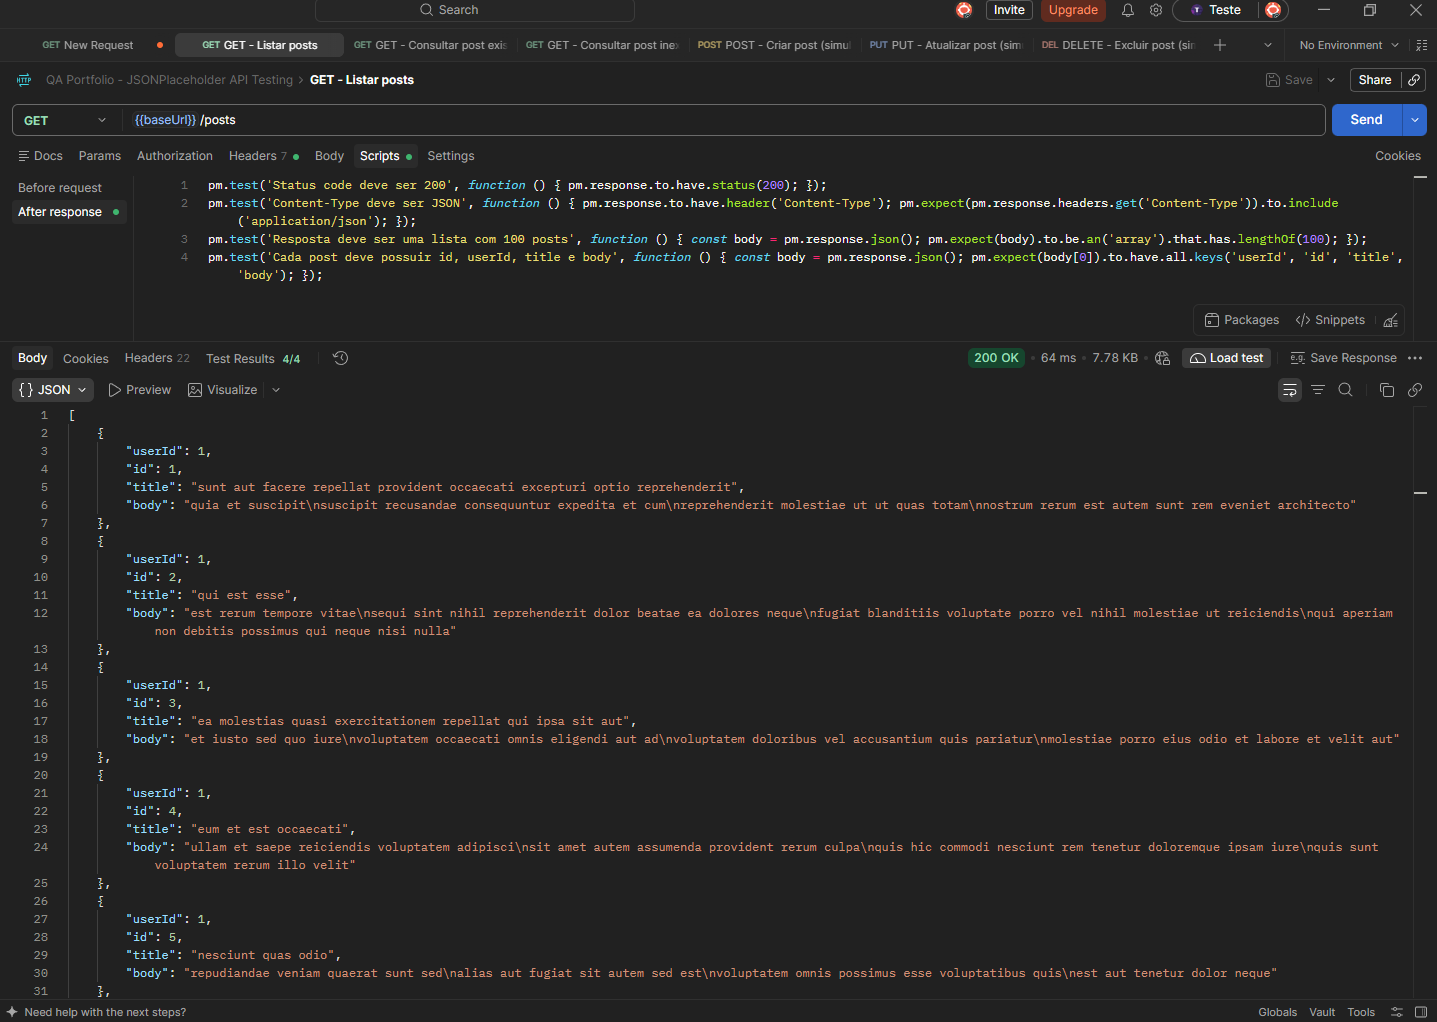 Search
Invite
Upgrade
T Teste
GET New Request
GET GET - Listar posts
GET GET - Consultar post exis
GET GET - Consultar post inex
POST POST - Criar post (simul
PUT PUT - Atualizar post (sim
DEL DELETE - Excluir post (sin
No Environment
HTTP QA Portfolio - JSONPlaceholder API Testing > GET - Listar posts
Save
Share
GET
{{baseUrl}} /posts
Send
Docs Params Authorization Headers 7 Body Scripts Settings
Cookies
Before request
After response
1 pm.test('Status code deve ser 200', function () { pm.response.to.have.status(200); });
2 pm.test('Content-Type deve ser JSON', function () { pm.response.to.have.header('Content-Type'); pm.expect(pm.response.headers.get('Content-Type')).to.include
('application/json'); });
3 pm.test('Resposta deve ser uma lista com 100 posts', function () { const body = pm.response.json(); pm.expect(body).to.be.an('array').that.has.lengthOf(100); });
4 pm.test('Cada post deve possuir id, userId, title e body', function () { const body = pm.response.json(); pm.expect(body[0]).to.have.all.keys('userId', 'id', 'title',
'body'); });
Packages
</> Snippets
Body Cookies Headers 22 Test Results 4/4
200 OK • 64 ms • 7.78 KB
Load test
e.g. Save Response
{} JSON
Preview
Visualize
1 [
2 {
3 "userId": 1,
4 "id": 1,
5 "title": "sunt aut facere repellat provident occaecati excepturi optio reprehenderit",
6 "body": "quia et suscipit\nsuscipit recusandae consequuntur expedita et cum\nreprehenderit molestiae ut ut quas totam\nnostrum rerum est autem sunt rem eveniet architecto"
7 },
8 {
9 "userId": 1,
10 "id": 2,
11 "title": "qui est esse",
12 "body": "est rerum tempore vitae\nsequi sint nihil reprehenderit dolor beatae ea dolores neque\nfugiat blanditiis voluptate porro vel nihil molestiae ut reiciendis\nqui aperiam
non debitis possimus qui neque nisi nulla"
13 },
14 {
15 "userId": 1,
16 "id": 3,
17 "title": "ea molestias quasi exercitationem repellat qui ipsa sit aut",
18 "body": "et iusto sed quo iure\nvoluptatem occaecati omnis eligendi aut ad\nvoluptatem doloribus vel accusantium quis pariatur\nmolestiae porro eius odio et labore et velit aut"
19 },
20 {
21 "userId": 1,
22 "id": 4,
23 "title": "eum et est occaecati",
24 "body": "ullam et saepe reiciendis voluptatem adipisci\nsit amet autem assumenda provident rerum culpa\nquis hic commodi nesciunt rem tenetur doloremque ipsam iure\nquis sunt
voluptatem rerum illo velit"
25 },
26 {
27 "userId": 1,
28 "id": 5,
29 "title": "nesciunt quas odio",
30 "body": "repudiandae veniam quaerat sunt sed\nalias aut fugiat sit autem sed est\nvoluptatem omnis possimus esse voluptatibus quis\nest aut tenetur dolor neque"
31 },
Need help with the next steps?
Globals Vault Tools